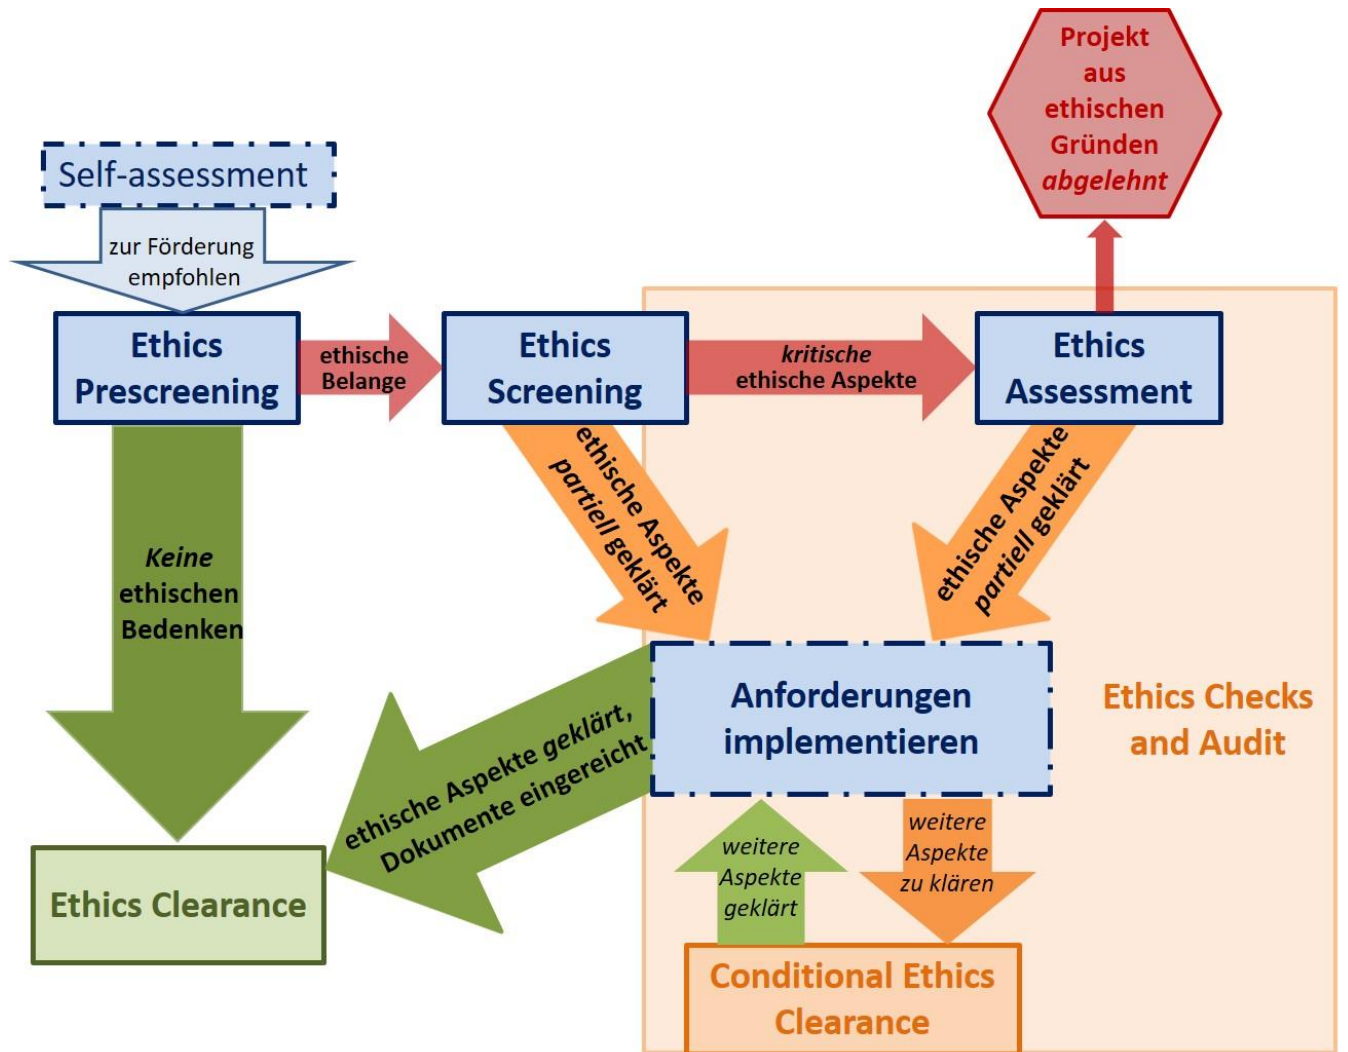 Projekt
aus
ethischen
Gründen
abgelehnt
Self-assessment
zur Förderung
empfohlen
Ethics
Prescreening
ethische
Belange
Ethics
Screening
kritische
ethische Aspekte
Ethics
Assessment
Keine
ethischen
Bedenken
ethische Aspekte
partiell geklärt
ethische Aspekte
partiell geklärt
Anforderungen
implementieren
Ethics Checks
and Audit
ethische Aspekte geklärt,
Dokumente eingereicht
weitere
Aspekte
geklärt
weitere
Aspekte
zu klären
Ethics Clearance
Conditional Ethics
Clearance